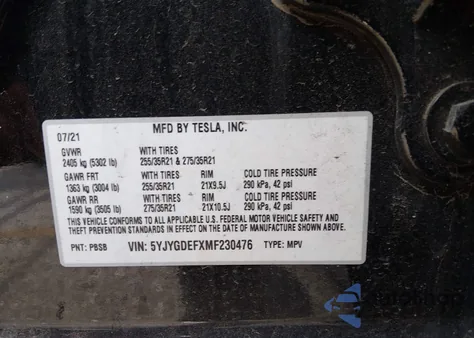 MFD BY TESLA, INC.
07/21
GVWR WITH TIRES
2405 kg (5302 lb) 255/35R21 & 275/35R21
GAWR FRT WITH TIRES RIM COLD TIRE PRESSURE
1363 kg (3004 lb) 255/35R21 21X9.5J 290 kPa, 42 psi
GAWR RR WITH TIRES RIM COLD TIRE PRESSURE
1590 kg (3505 lb) 275/35R21 21X10.5J 290 kPa, 42 psi
THIS VEHICLE CONFORMS TO ALL APPLICABLE U.S. FEDERAL MOTOR VEHICLE SAFETY AND
THEFT PREVENTION STANDARDS IN EFFECT ON THE DATE OF MANUFACTURE SHOWN ABOVE.
PNT: PBSB VIN: 5YJYGDEFXMF230476 TYPE: MPV